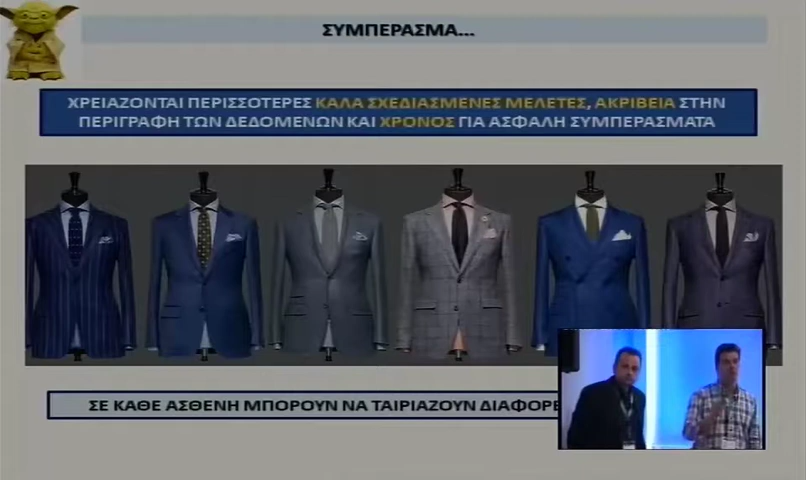 ΣΥΜΠΕΡΑΣΜΑ...
ΧΡΕΙΑΖΟΝΤΑΙ ΠΕΡΙΣΣΟΤΕΡΕΣ ΚΑΛΑ ΣΧΕΔΙΑΣΜΕΝΕΣ ΜΕΛΕΤΕΣ, ΑΚΡΙΒΕΙΑ ΣΤΗΝ
ΠΕΡΙΓΡΑΦΗ ΤΩΝ ΔΕΔΟΜΕΝΩΝ ΚΑΙ ΧΡΟΝΟΣ ΓΙΑ ΑΣΦΑΛΗ ΣΥΜΠΕΡΑΣΜΑΤΑ
ΣΕ ΚΑΘΕ ΑΣΘΕΝΗ ΜΠΟΡΟΥΝ ΝΑ ΤΑΙΡΙΑΖΟΥΝ